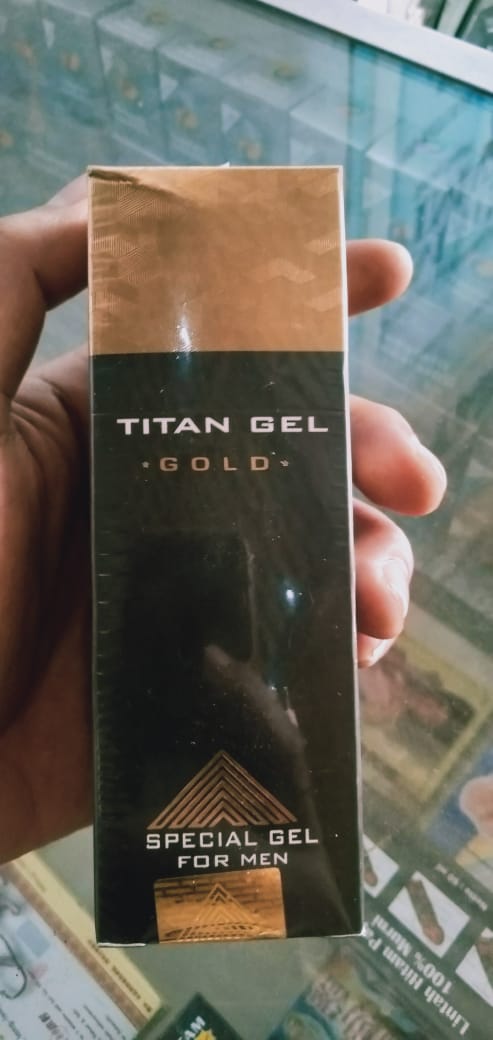 TITAN GEL
GOLD
SPECIAL GEL
FOR MEN
Lintah Hitam
100% Murni